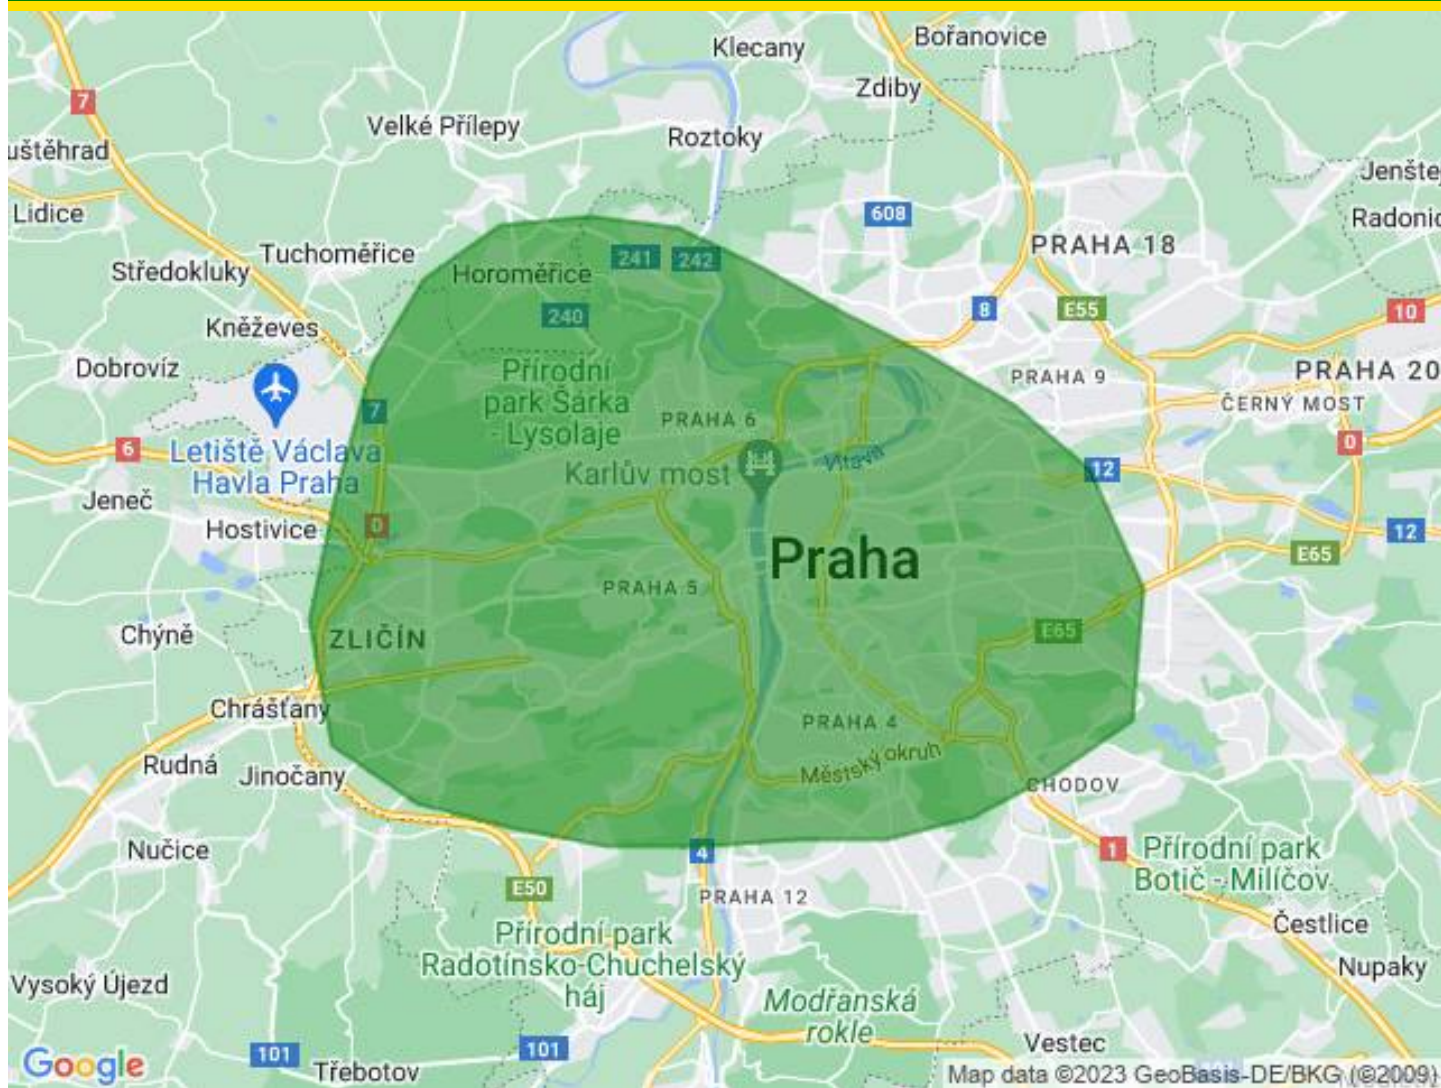 Klecany
Bořanovice
Zdiby
7
Velké Přílepy
Roztoky
uštěhrad
Jenšte
Lidice
608
Radonic
Tuchoměřice
PRAHA 18
Středokluky
Horoměřice
241
242
Kněževes
240
8
E55
10
Dobrovíz
Přírodní
park Šárka
- Lysolaje
PRAHA 9
PRAHA 20
ČERNÝ MOST
7
PRAHA 6
6
Letiště Václava
Havla Praha
Karlův most
Vltava
12
0
Jeneč
Hostivice
0
12
Praha
E65
PRAHA 5
Chýně
ZLIČÍN
E65
Chrášťany
PRAHA 4
Rudná
Jinočany
Městský okruh
CHODOV
Nučice
4
1
Přírodní park
Botič - Milíčov
E50
PRAHA 12
Čestlice
Přírodní park
Radotínsko-Chuchelský
háj
Nupaky
Vysoký Újezd
Modřanská
rokle
101
101
Vestec
Google
Třebotov
Map data ©2023 GeoBasis-DE/BKG (©2009)